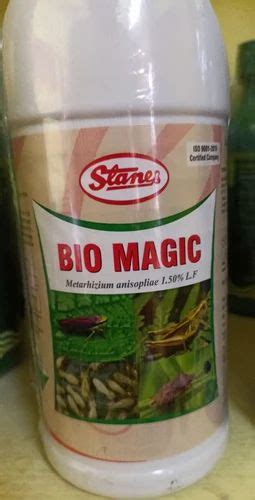 Stanes
ISO 9001-2015
Certified Company
BIO MAGIC
Metarhizium anisopliae 1.50% L.F